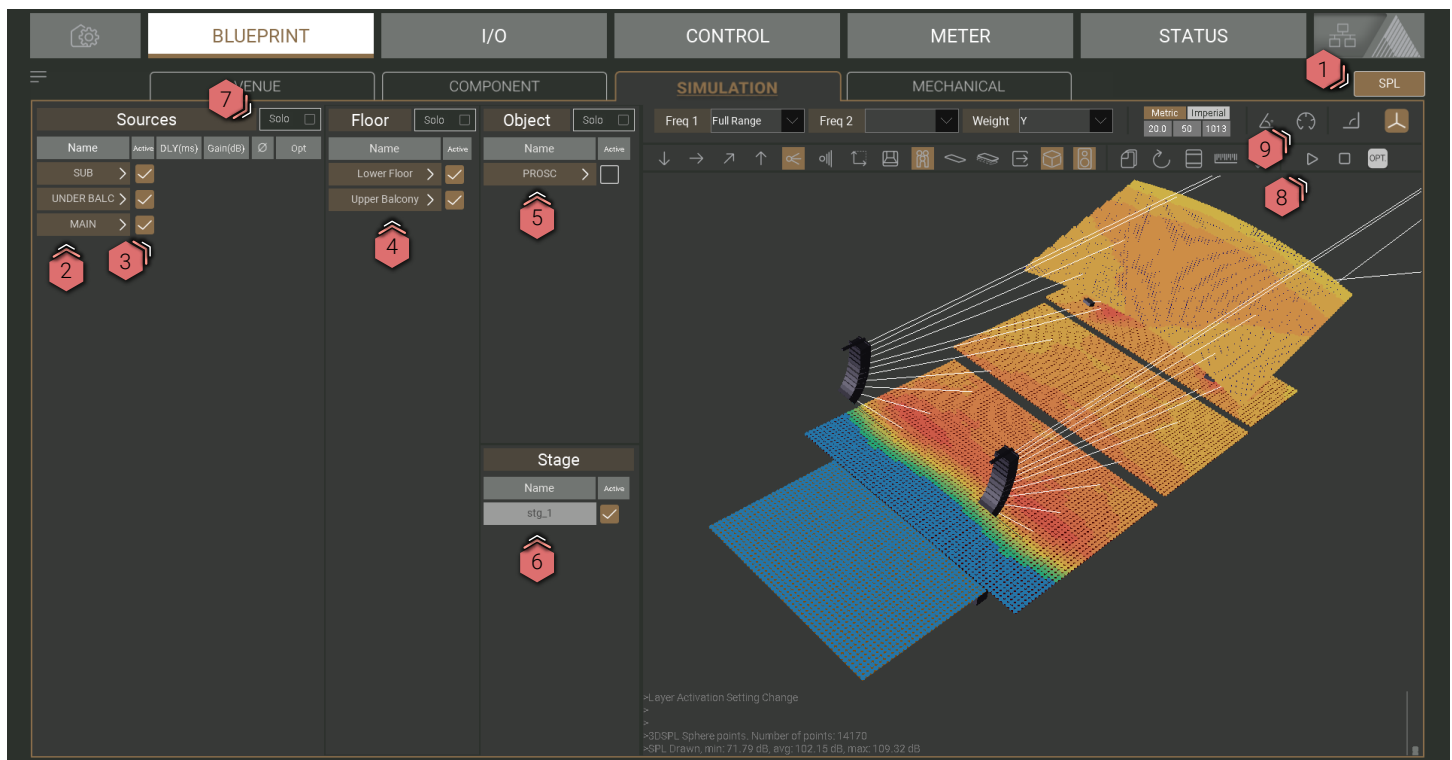 BLUEPRINT I/O CONTROL METER STATUS
VENUE COMPONENT SIMULATION MECHANICAL SPL
1
7
Sources Solo Floor Solo Object Solo
Freq 1 Full Range Freq 2 Weight Y Metric Imperial
20.0 50 1013
Name Active DLY(ms) Gain(dB) Ø Opt Name Active Name Active
9
OPT.
SUB Lower Floor PROSC
UNDER BALC Upper Balcony
8
MAIN
2
3
4
5
Stage
Name Active
stg_1
6
>Layer Activation Setting Change
>
>
>3DSPL Sphere points. Number of points: 14170
>SPL Drawn, min: 71.79 dB, avg: 102.15 dB, max: 109.32 dB